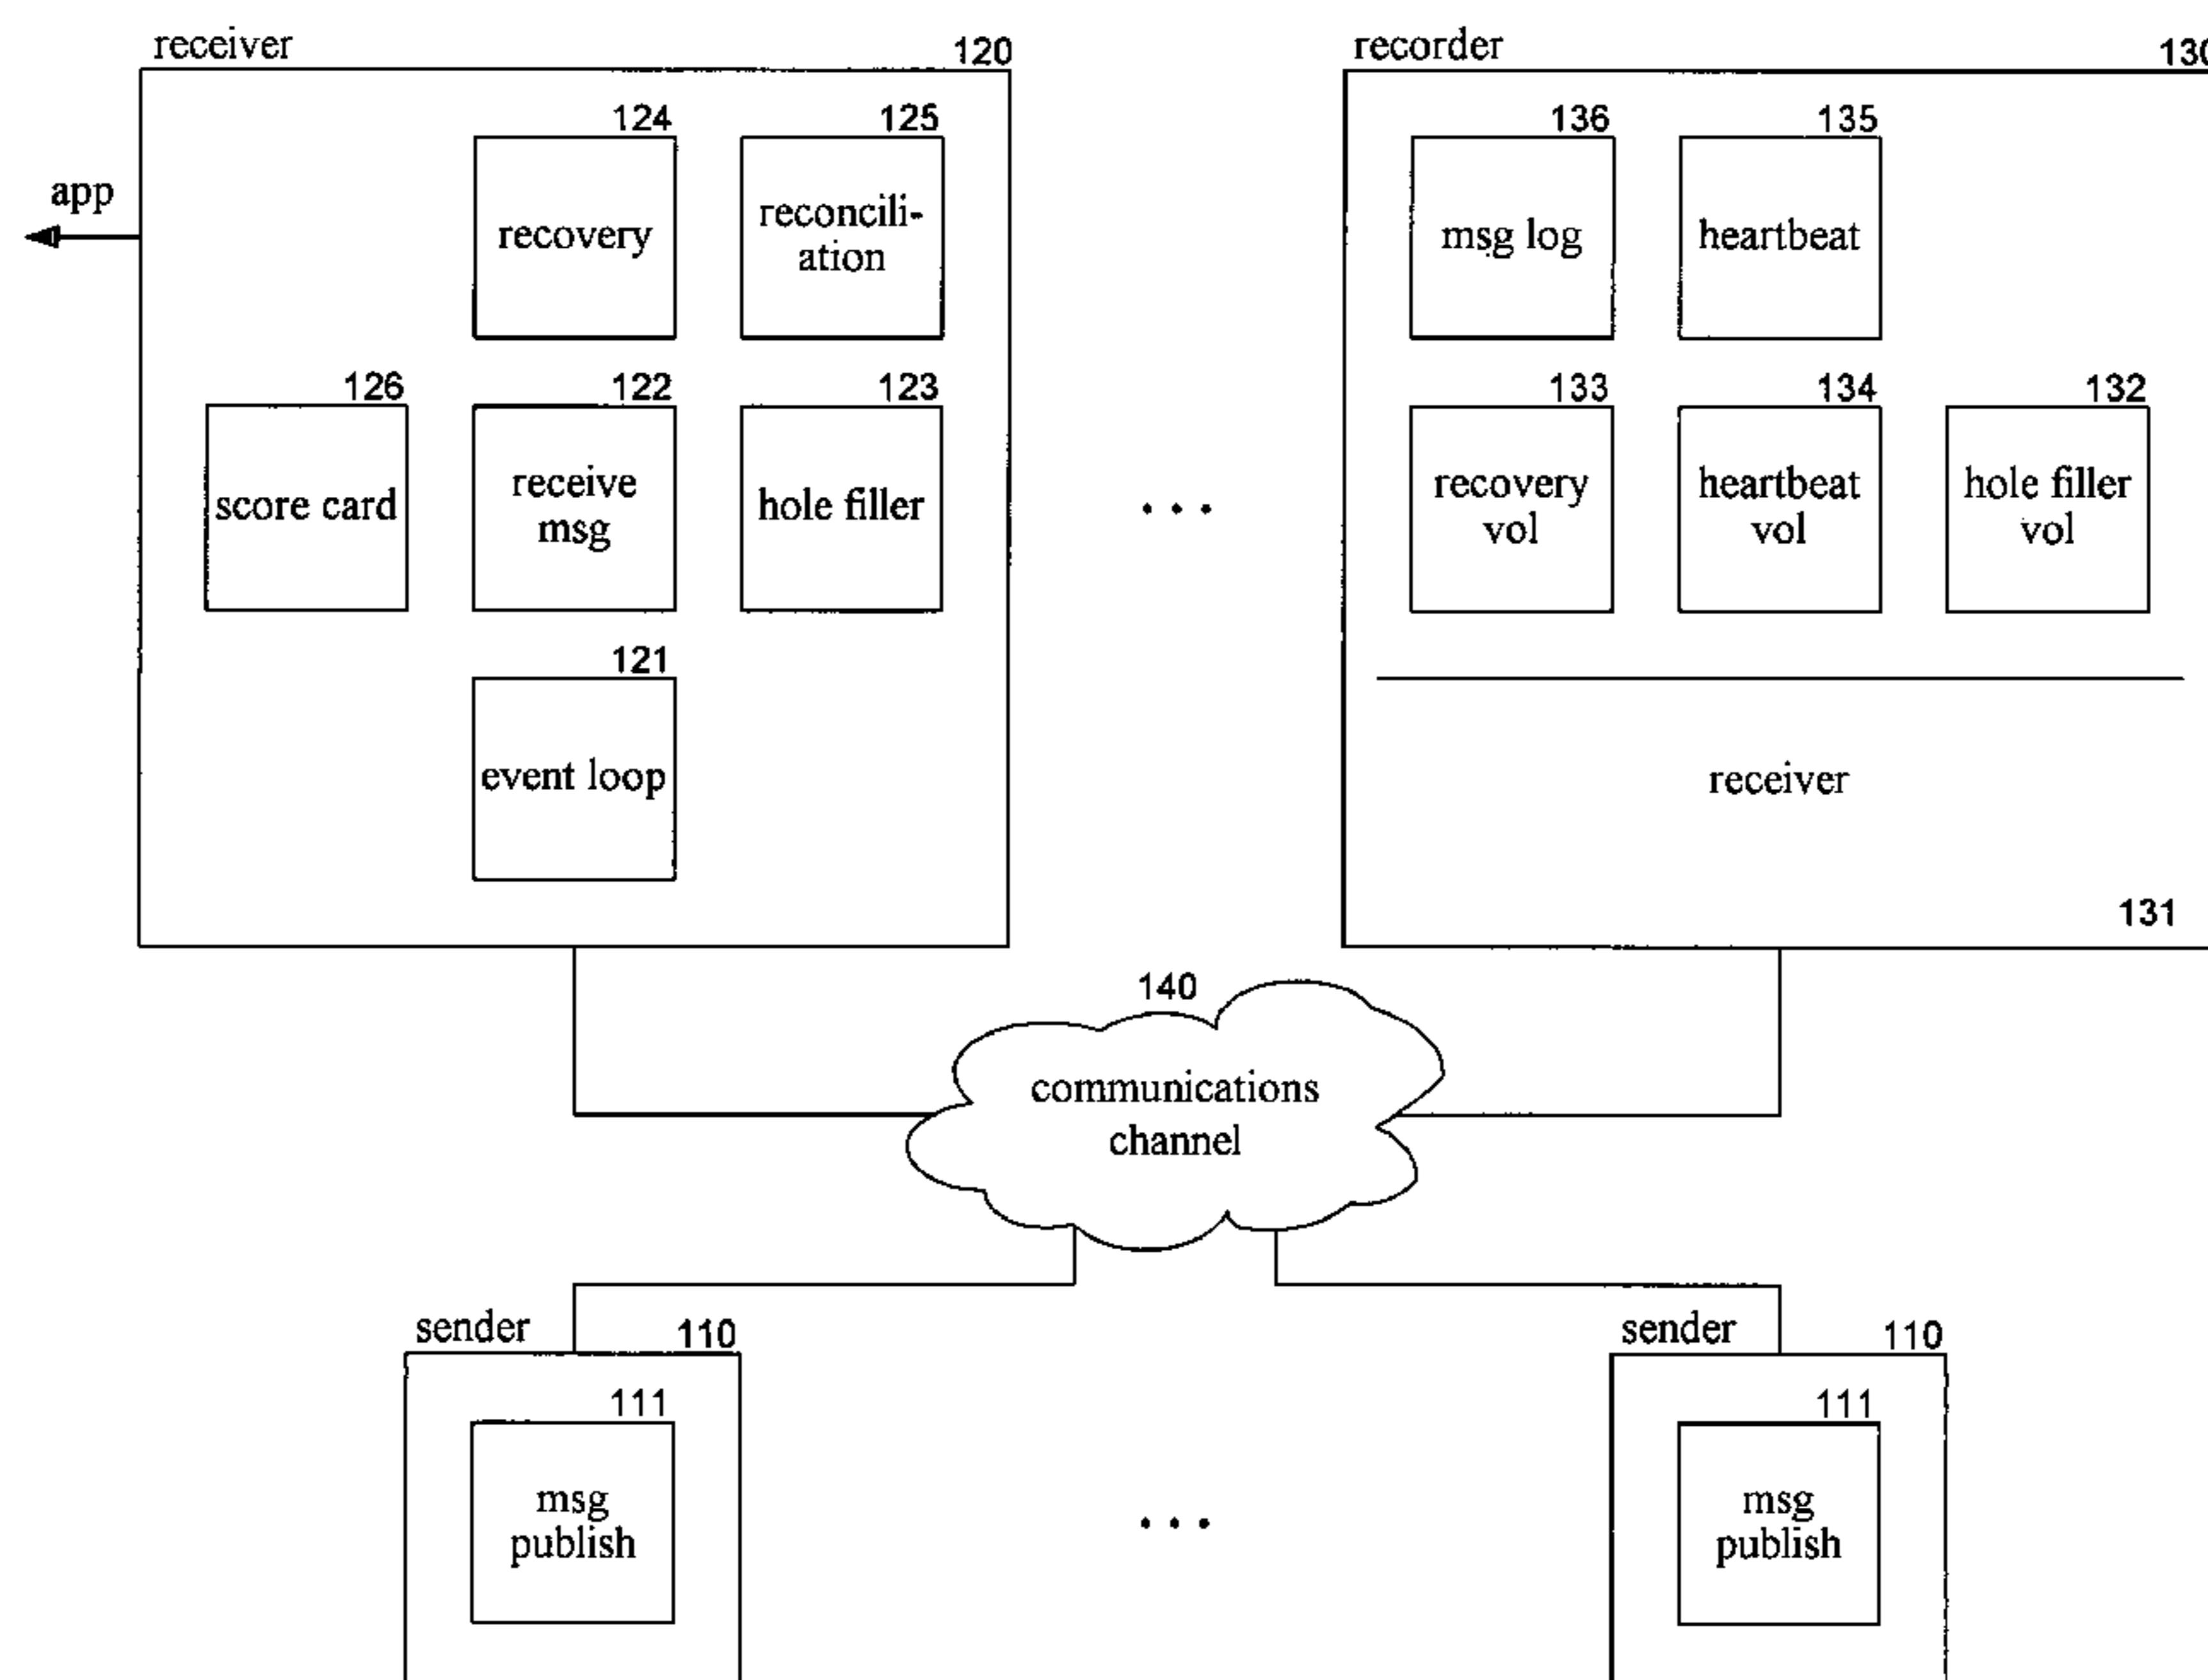 receiver 120
recorder 130
124 125
136 135
app
recovery
reconcili-
ation
msg log
heartbeat
126 122 123
133 134 132
score card
receive
msg
hole filler
...
recovery
vol
heartbeat
vol
hole filler
vol
121
event loop
receiver
131
140
communications
channel
sender 110
sender 110
111
111
msg
publish
...
msg
publish